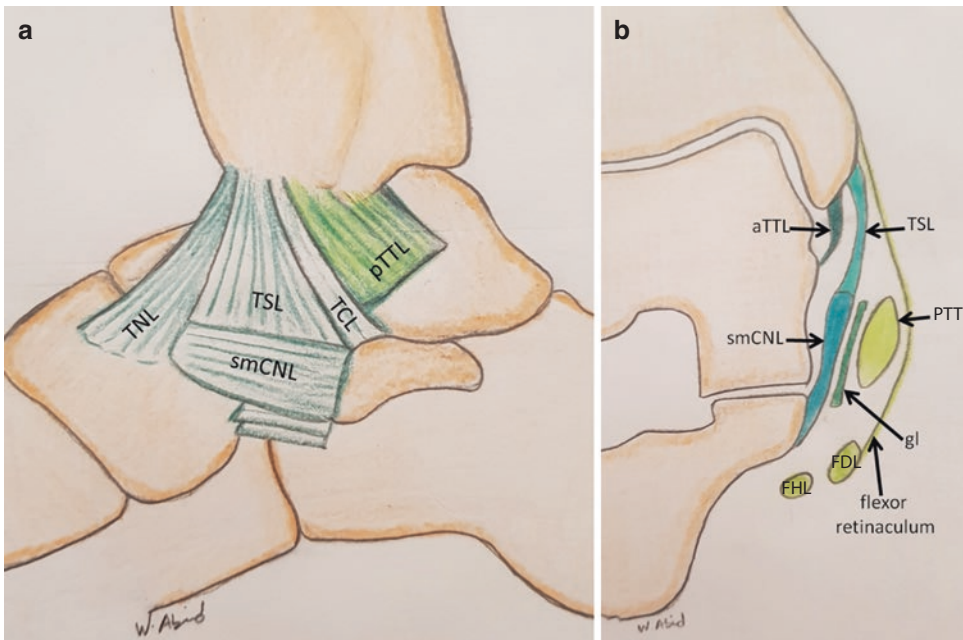 a
TNL
TSL
TCL
pTTL
smCNL
W. Abid
b
aTTL
TSL
smCNL
PTT
gl
FDL
FHL
flexor
retinaculum
W. Abid